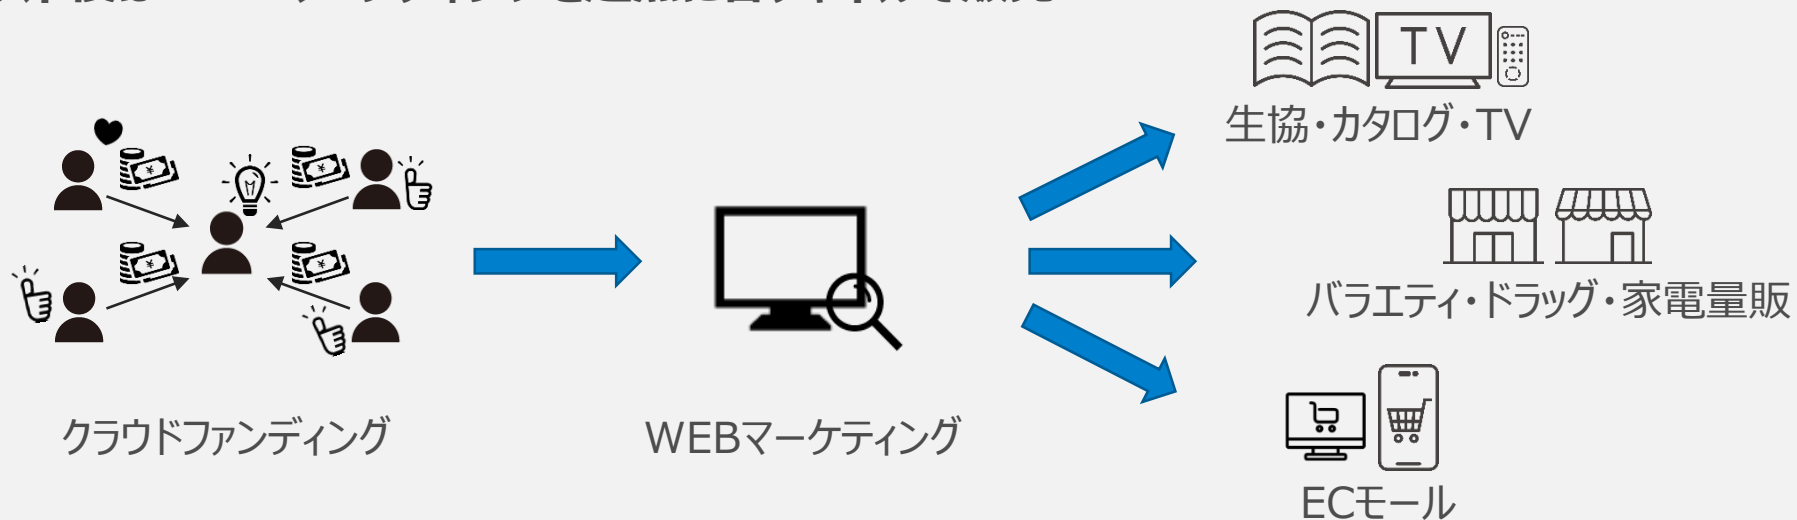 TV
生協・カタログ・TV
バラエティ・ドラッグ・家電量販
クラウドファンディング
WEBマーケティング
ECモール